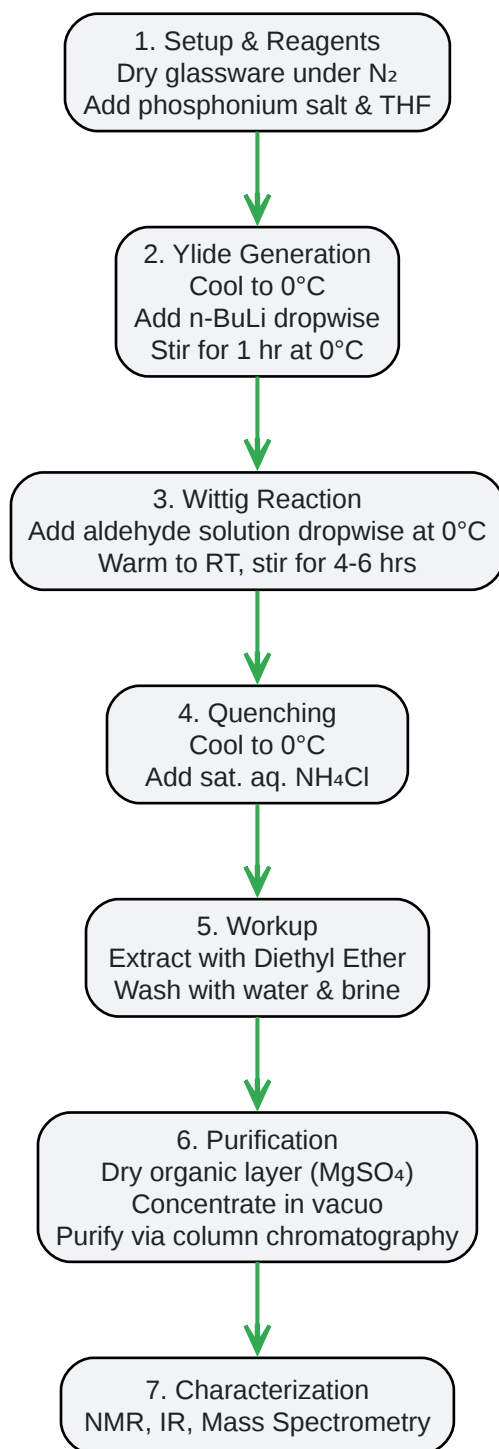 1. Setup & Reagents
Dry glassware under N₂
Add phosphonium salt & THF
2. Ylide Generation
Cool to 0°C
Add n-BuLi dropwise
Stir for 1 hr at 0°C
3. Wittig Reaction
Add aldehyde solution dropwise at 0°C
Warm to RT, stir for 4-6 hrs
4. Quenching
Cool to 0°C
Add sat. aq. NH₄Cl
5. Workup
Extract with Diethyl Ether
Wash with water & brine
6. Purification
Dry organic layer (MgSO₄)
Concentrate in vacuo
Purify via column chromatography
7. Characterization
NMR, IR, Mass Spectrometry